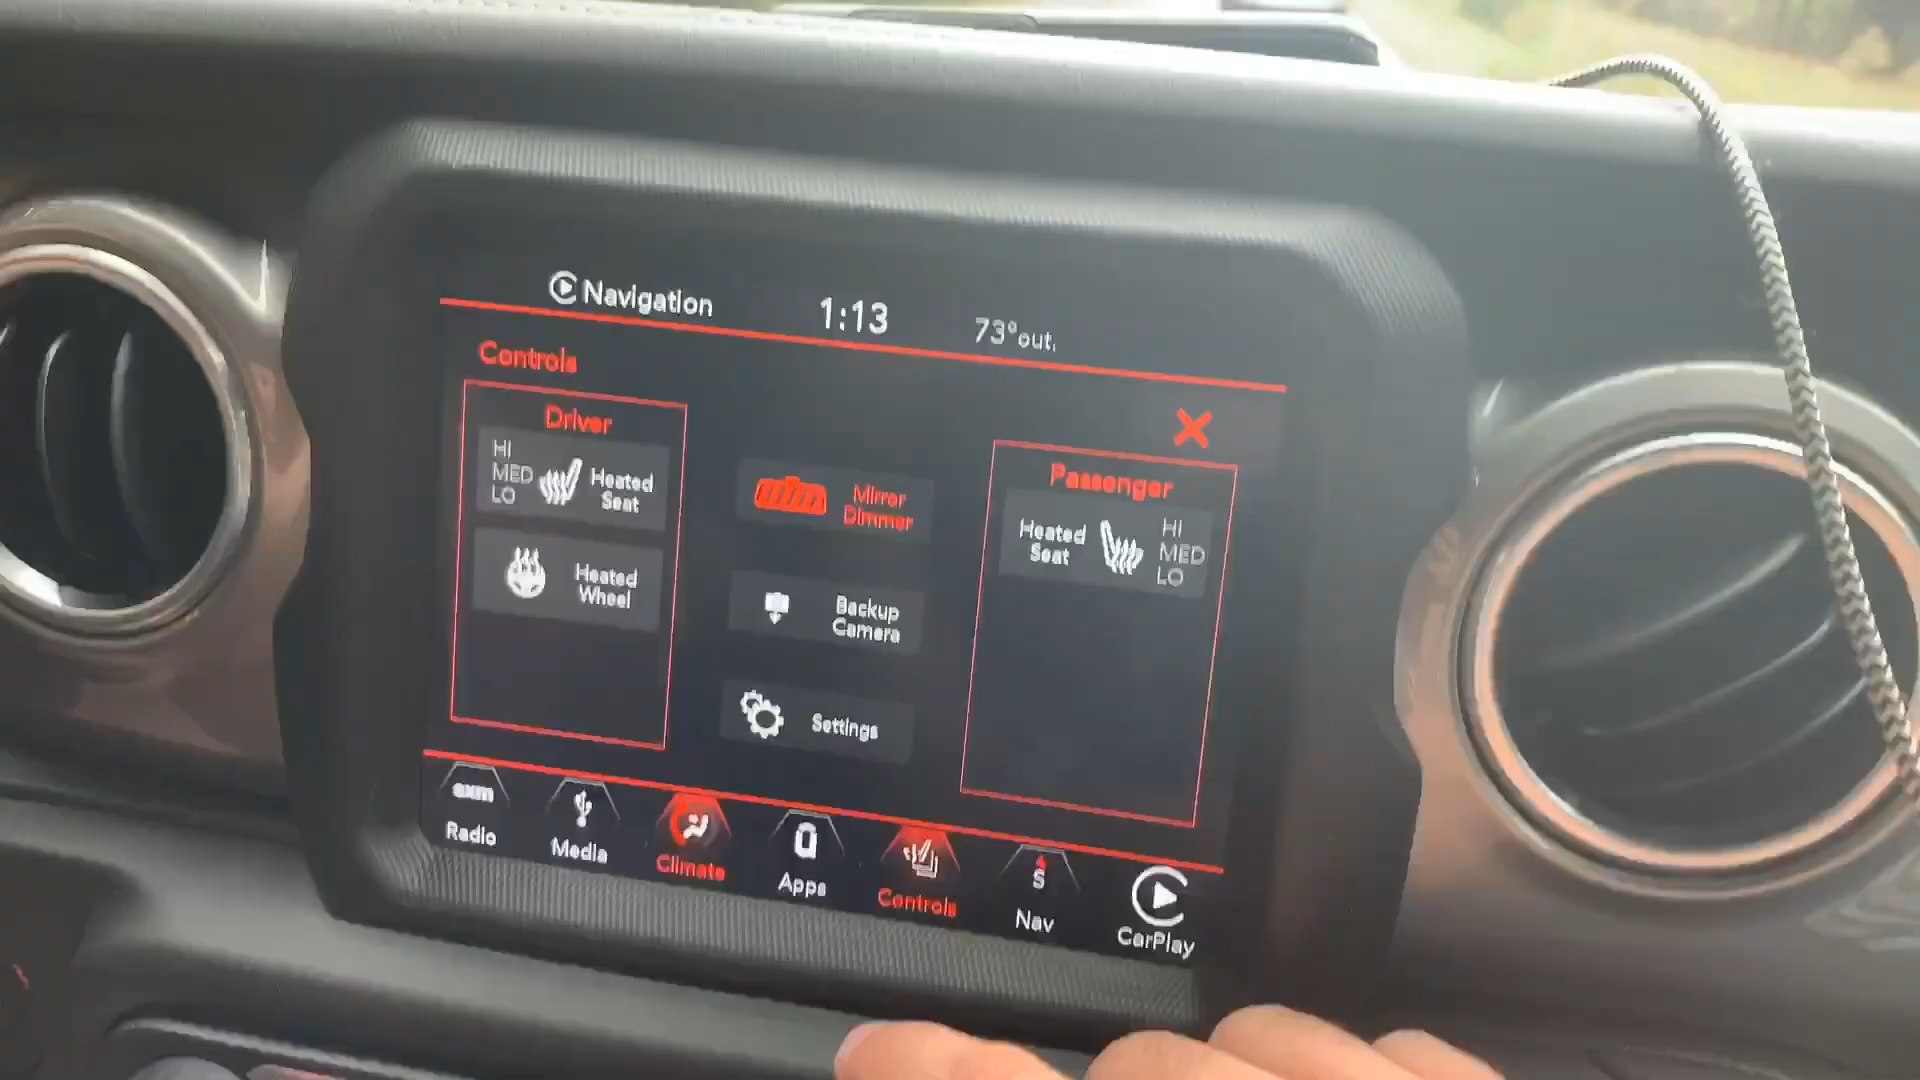 Navigation
1:13
73°out.
Controls
Driver
HI
MED
LO
Heated
Seat
Heated
Wheel
Mirror
Dimmer
Backup
Camera
Settings
Passenger
Heated
Seat
HI
MED
LO
Radio
Media
Climate
Apps
Controls
S
Nav
CarPlay